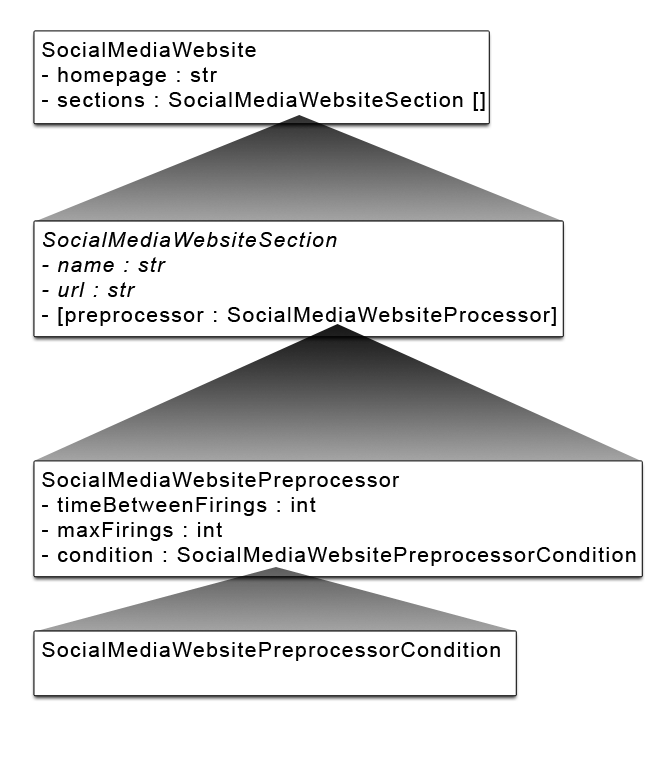 SocialMediaWebsite
- homepage : str
- sections : SocialMediaWebsiteSection []
SocialMediaWebsiteSection
- name : str
- url : str
- [preprocessor : SocialMediaWebsiteProcessor]
SocialMediaWebsitePreprocessor
- timeBetweenFirings : int
- maxFirings : int
- condition : SocialMediaWebsitePreprocessorCondition
SocialMediaWebsitePreprocessorCondition